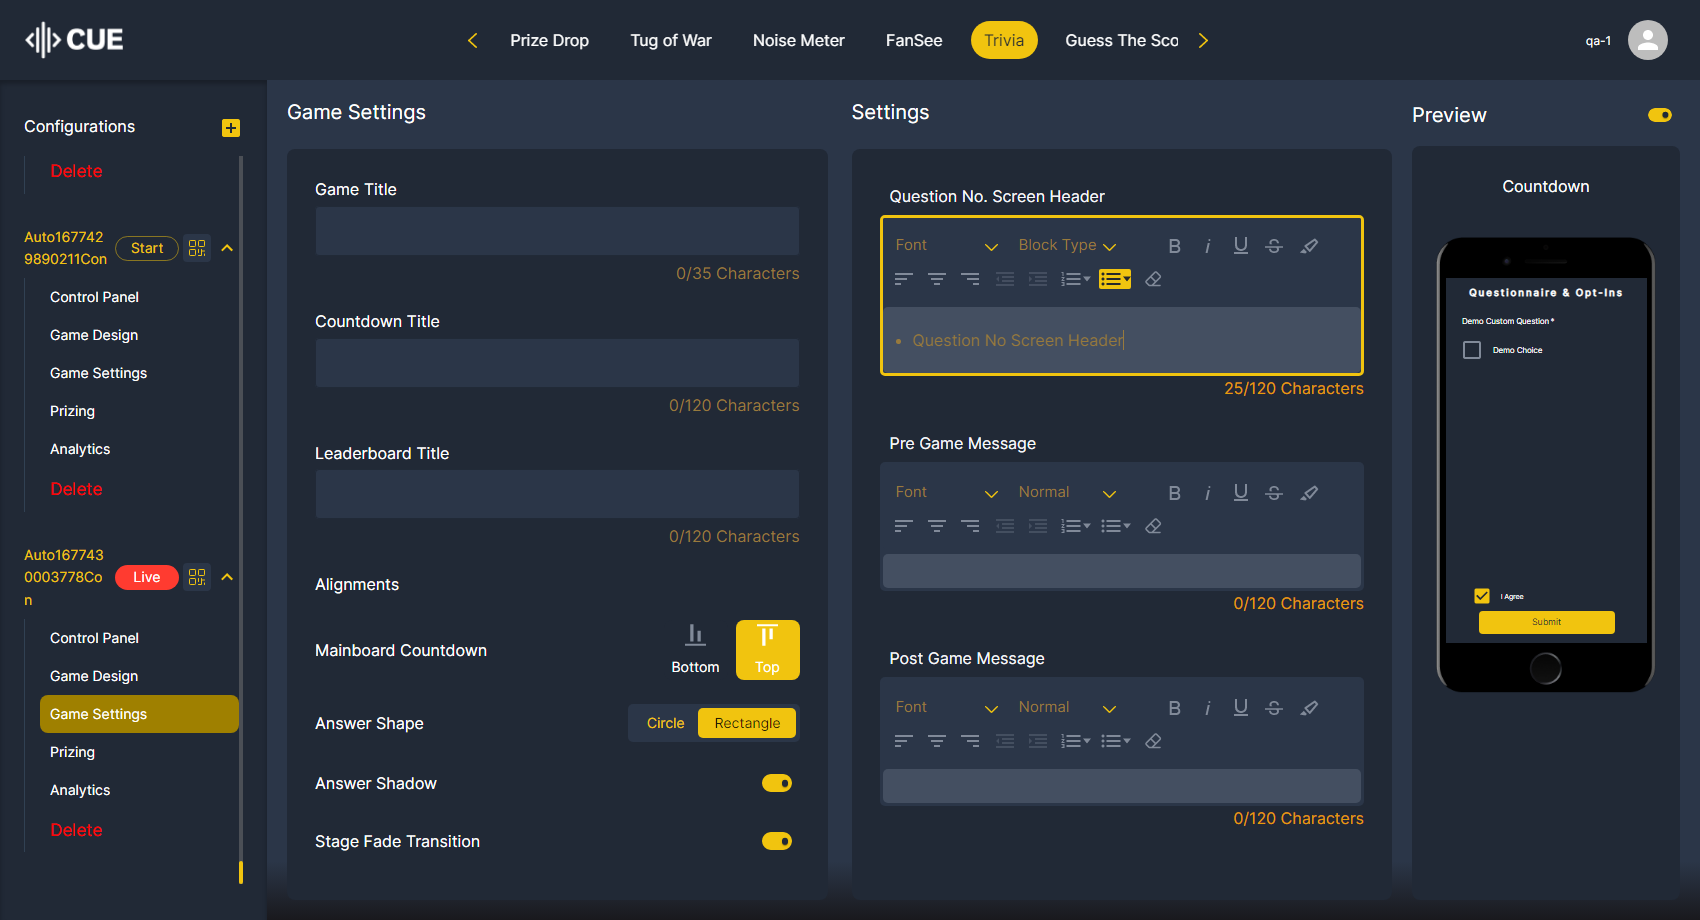 CUE
Prize Drop
Tug of War
Noise Meter
FanSee
Trivia
Guess The Sco
qa-1
Configurations
Delete
Auto167742
9890211Con
Start
Control Panel
Game Design
Game Settings
Prizing
Analytics
Delete
Auto167743
0003778Co
n
Live
Control Panel
Game Design
Game Settings
Prizing
Analytics
Delete
Game Settings
Game Title
0/35 Characters
Countdown Title
0/120 Characters
Leaderboard Title
0/120 Characters
Alignments
Mainboard Countdown
Bottom
Top
Answer Shape
Circle
Rectangle
Answer Shadow
Stage Fade Transition
Settings
Question No. Screen Header
Font
Block Type
B
i
U
S
• Question No Screen Header
25/120 Characters
Pre Game Message
Font
Normal
B
i
U
S
0/120 Characters
Post Game Message
Font
Normal
B
i
U
S
0/120 Characters
Preview
Countdown
Questionnaire & Opt-Ins
Demo Custom Question *
Demo Choice
I Agree
Submit